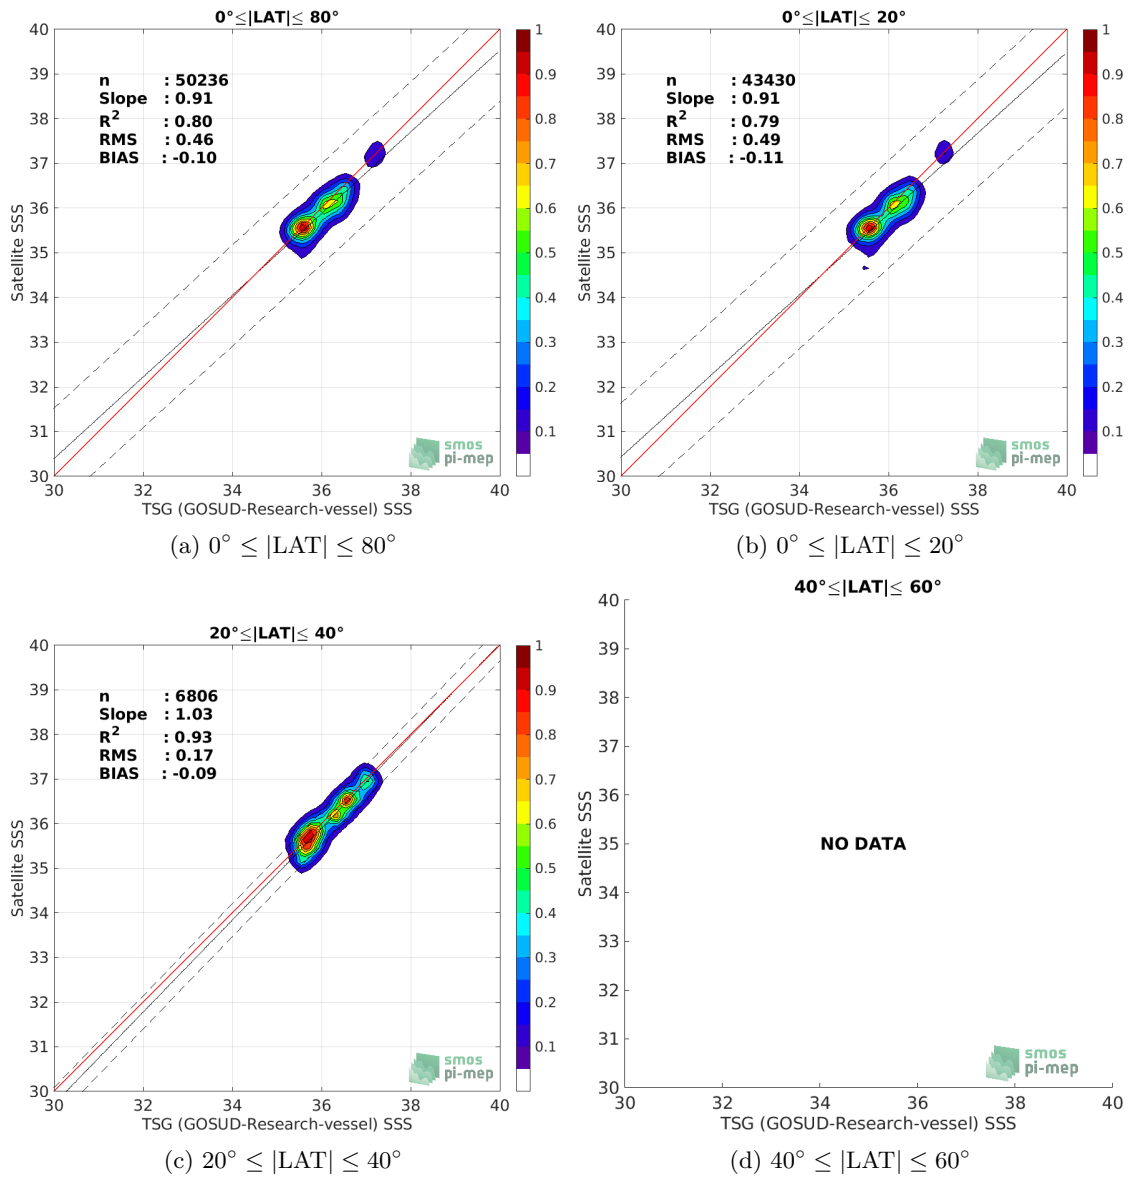 0°≤|LAT|≤ 80°
40
39
38
37
36
35
34
33
32
31
30
Satellite SSS
n : 50236
Slope : 0.91
R2 : 0.80
RMS : 0.46
BIAS : -0.10
smos
pi-mep
30 32 34 36 38 40
TSG (GOSUD-Research-vessel) SSS
1
0.9
0.8
0.7
0.6
0.5
0.4
0.3
0.2
0.1
(a) 0° ≤ |LAT| ≤ 80°
0°≤|LAT|≤ 20°
40
39
38
37
36
35
34
33
32
31
30
Satellite SSS
n : 43430
Slope : 0.91
R2 : 0.79
RMS : 0.49
BIAS : -0.11
smos
pi-mep
30 32 34 36 38 40
TSG (GOSUD-Research-vessel) SSS
1
0.9
0.8
0.7
0.6
0.5
0.4
0.3
0.2
0.1
(b) 0° ≤ |LAT| ≤ 20°
20°≤|LAT|≤ 40°
40
39
38
37
36
35
34
33
32
31
30
Satellite SSS
n : 6806
Slope : 1.03
R2 : 0.93
RMS : 0.17
BIAS : -0.09
smos
pi-mep
30 32 34 36 38 40
TSG (GOSUD-Research-vessel) SSS
1
0.9
0.8
0.7
0.6
0.5
0.4
0.3
0.2
0.1
(c) 20° ≤ |LAT| ≤ 40°
40°≤|LAT|≤ 60°
40
39
38
37
36
35
34
33
32
31
30
Satellite SSS
NO DATA
smos
pi-mep
30 32 34 36 38 40
TSG (GOSUD-Research-vessel) SSS
(d) 40° ≤ |LAT| ≤ 60°